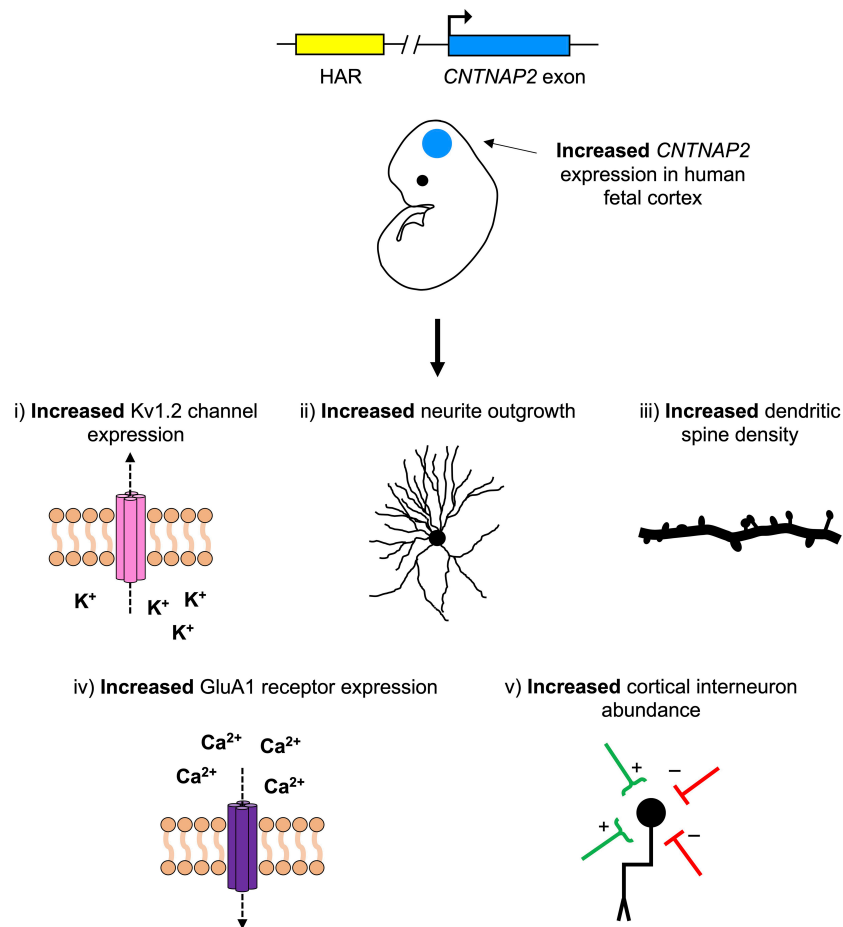 HAR
CNTNAP2 exon
Increased CNTNAP2
expression in human
fetal cortex
i) Increased Kv1.2 channel
expression
ii) Increased neurite outgrowth
iii) Increased dendritic
spine density
K⁺
K⁺
K⁺
K⁺
iv) Increased GluA1 receptor expression
v) Increased cortical interneuron
abundance
Ca²⁺
Ca²⁺
Ca²⁺
Ca²⁺
+
−
+
−